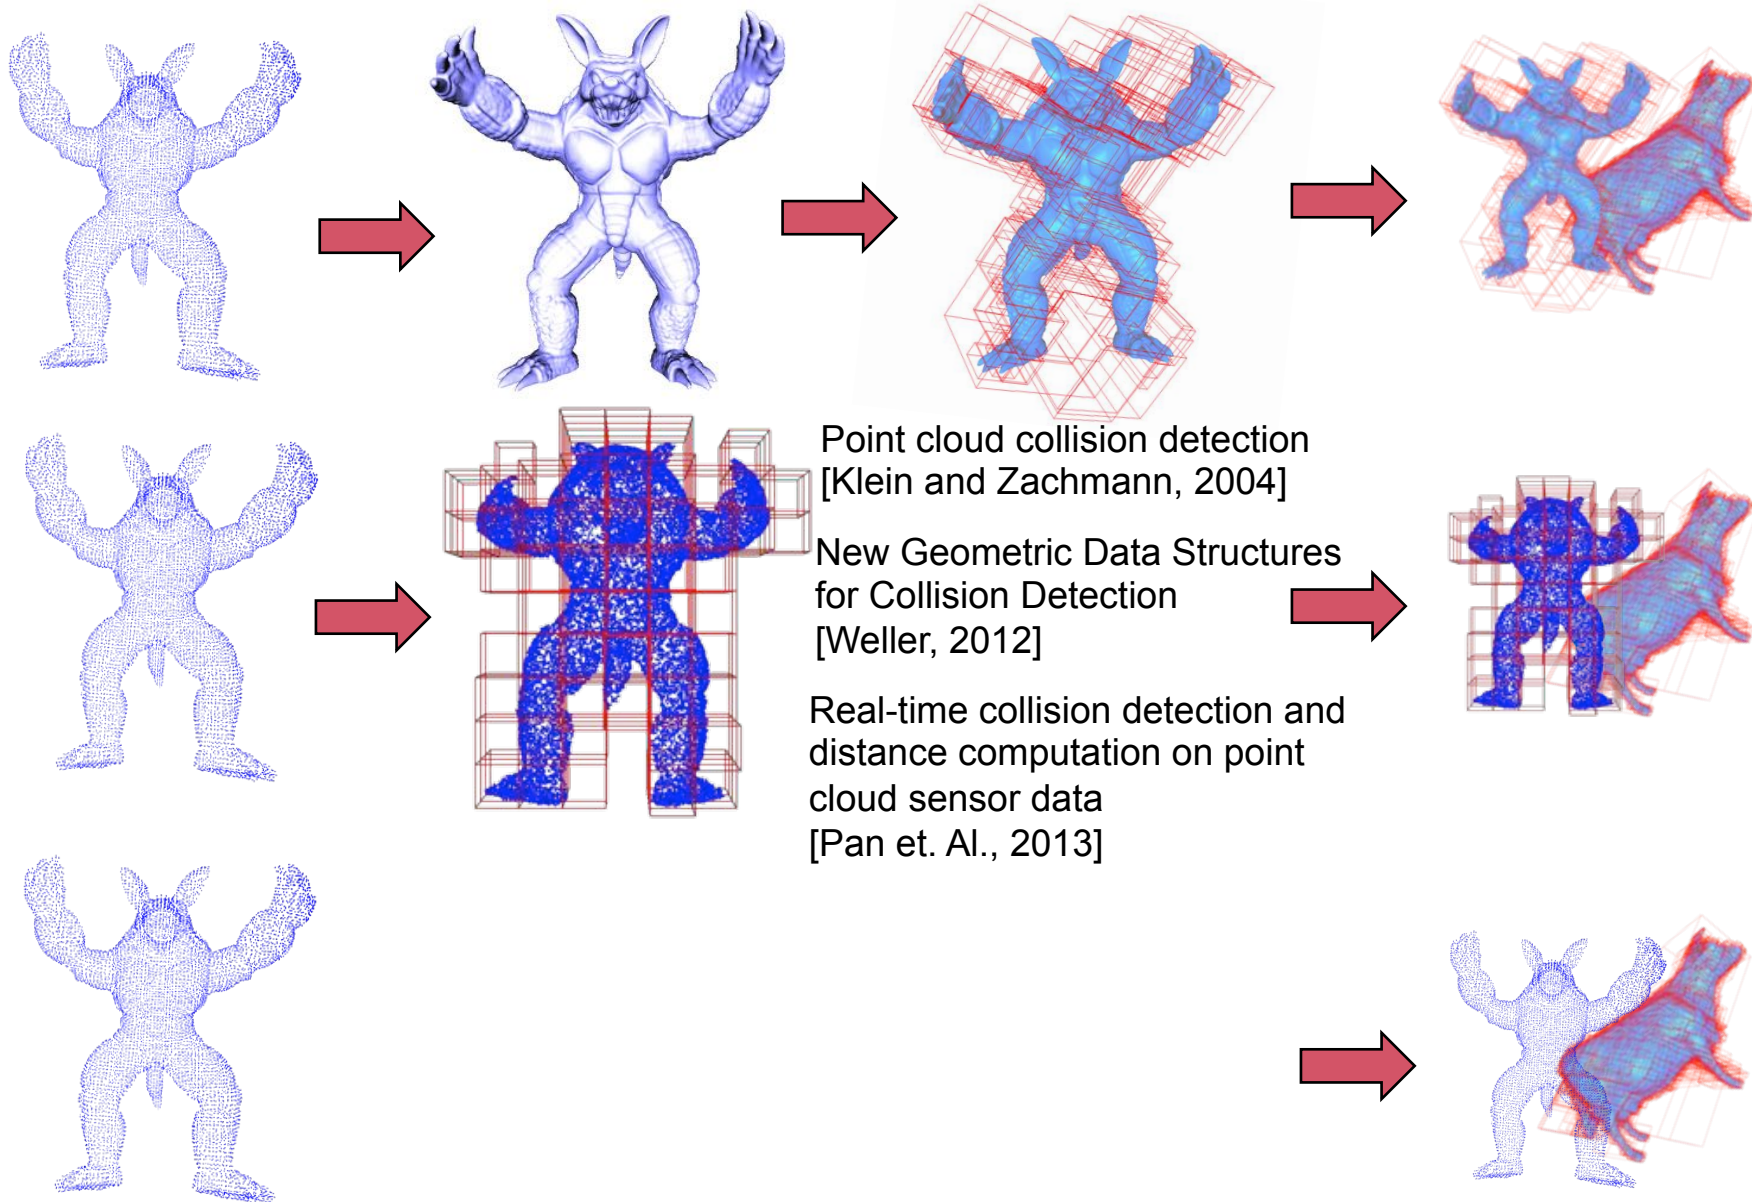 Point cloud collision detection
[Klein and Zachmann, 2004]
New Geometric Data Structures
for Collision Detection
[Weller, 2012]
Real-time collision detection and
distance computation on point
cloud sensor data
[Pan et. Al., 2013]